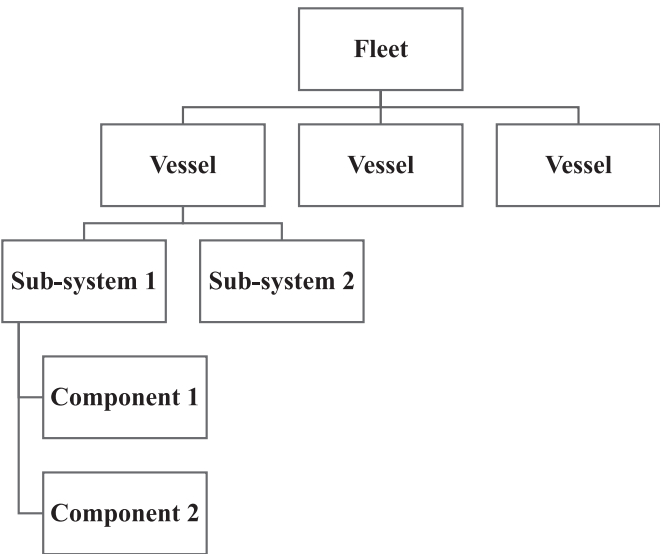 Fleet
Vessel
Vessel
Vessel
Sub-system 1
Sub-system 2
Component 1
Component 2